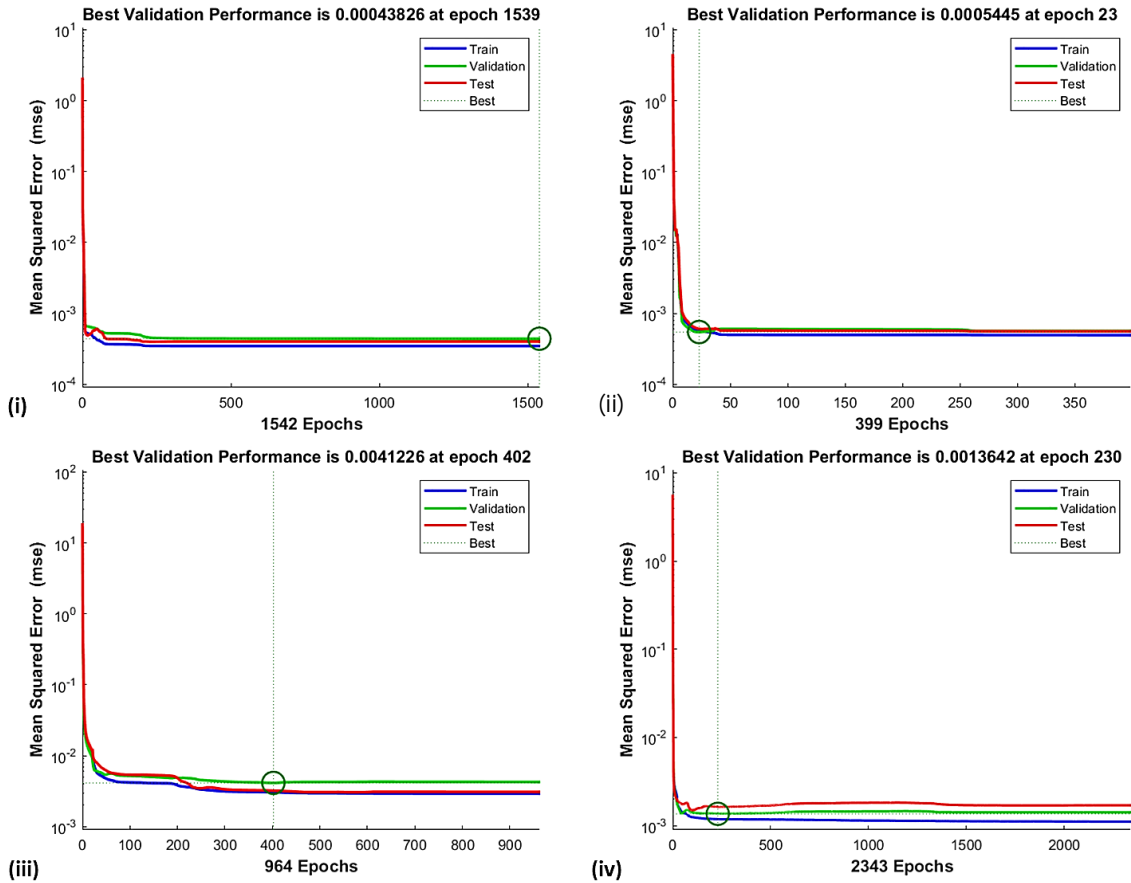 Best Validation Performance is 0.00043826 at epoch 1539
10^1
10^0
10^-1
10^-2
10^-3
10^-4
Mean Squared Error (mse)
Train
Validation
Test
Best
0 500 1000 1500
1542 Epochs
(i)
Best Validation Performance is 0.0005445 at epoch 23
10^1
10^0
10^-1
10^-2
10^-3
10^-4
Mean Squared Error (mse)
Train
Validation
Test
Best
0 50 100 150 200 250 300 350
399 Epochs
(ii)
Best Validation Performance is 0.0041226 at epoch 402
10^2
10^1
10^0
10^-1
10^-2
10^-3
Mean Squared Error (mse)
Train
Validation
Test
Best
0 100 200 300 400 500 600 700 800 900
964 Epochs
(iii)
Best Validation Performance is 0.0013642 at epoch 230
10^1
10^0
10^-1
10^-2
10^-3
Mean Squared Error (mse)
Train
Validation
Test
Best
0 500 1000 1500 2000
2343 Epochs
(iv)